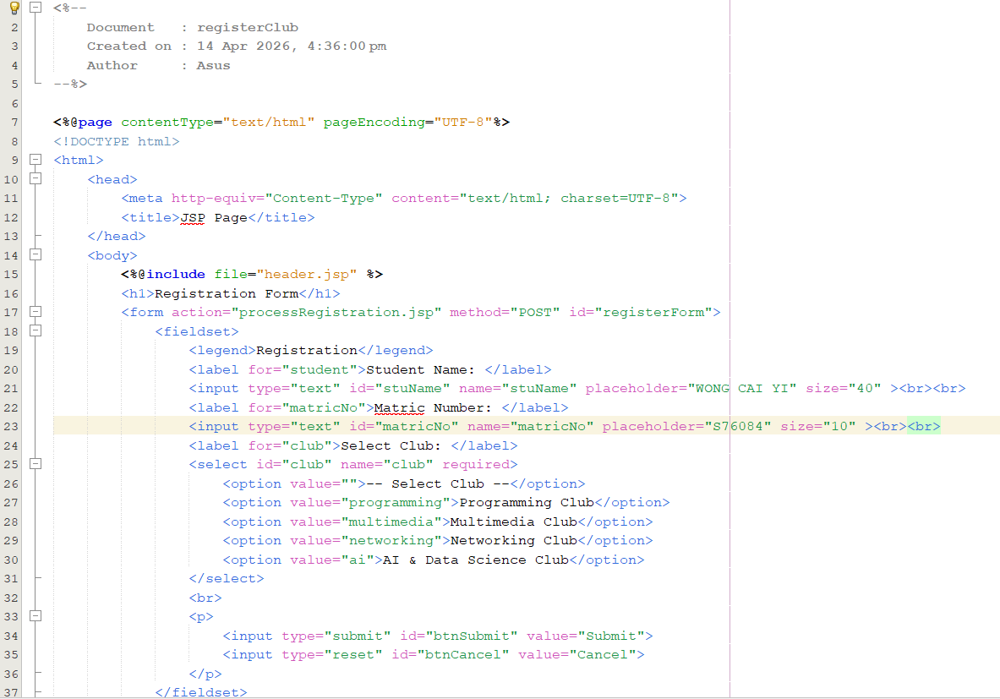 <%--
2 Document   : registerClub
3 Created on : 14 Apr 2026, 4:36:00 pm
4 Author     : Asus
5 --%>
6
7 <%@page contentType="text/html" pageEncoding="UTF-8"%>
8 <!DOCTYPE html>
9 <html>
10 <head>
11 <meta http-equiv="Content-Type" content="text/html; charset=UTF-8">
12 <title>JSP Page</title>
13 </head>
14 <body>
15 <%@include file="header.jsp" %>
16 <h1>Registration Form</h1>
17 <form action="processRegistration.jsp" method="POST" id="registerForm">
18 <fieldset>
19 <legend>Registration</legend>
20 <label for="student">Student Name: </label>
21 <input type="text" id="stuName" name="stuName" placeholder="WONG CAI YI" size="40" ><br><br>
22 <label for="matricNo">Matric Number: </label>
23 <input type="text" id="matricNo" name="matricNo" placeholder="S76084" size="10" ><br><br>
24 <label for="club">Select Club: </label>
25 <select id="club" name="club" required>
26 <option value="">-- Select Club --</option>
27 <option value="programming">Programming Club</option>
28 <option value="multimedia">Multimedia Club</option>
29 <option value="networking">Networking Club</option>
30 <option value="ai">AI & Data Science Club</option>
31 </select>
32 <br>
33 <p>
34 <input type="submit" id="btnSubmit" value="Submit">
35 <input type="reset" id="btnCancel" value="Cancel">
36 </p>
37 </fieldset>